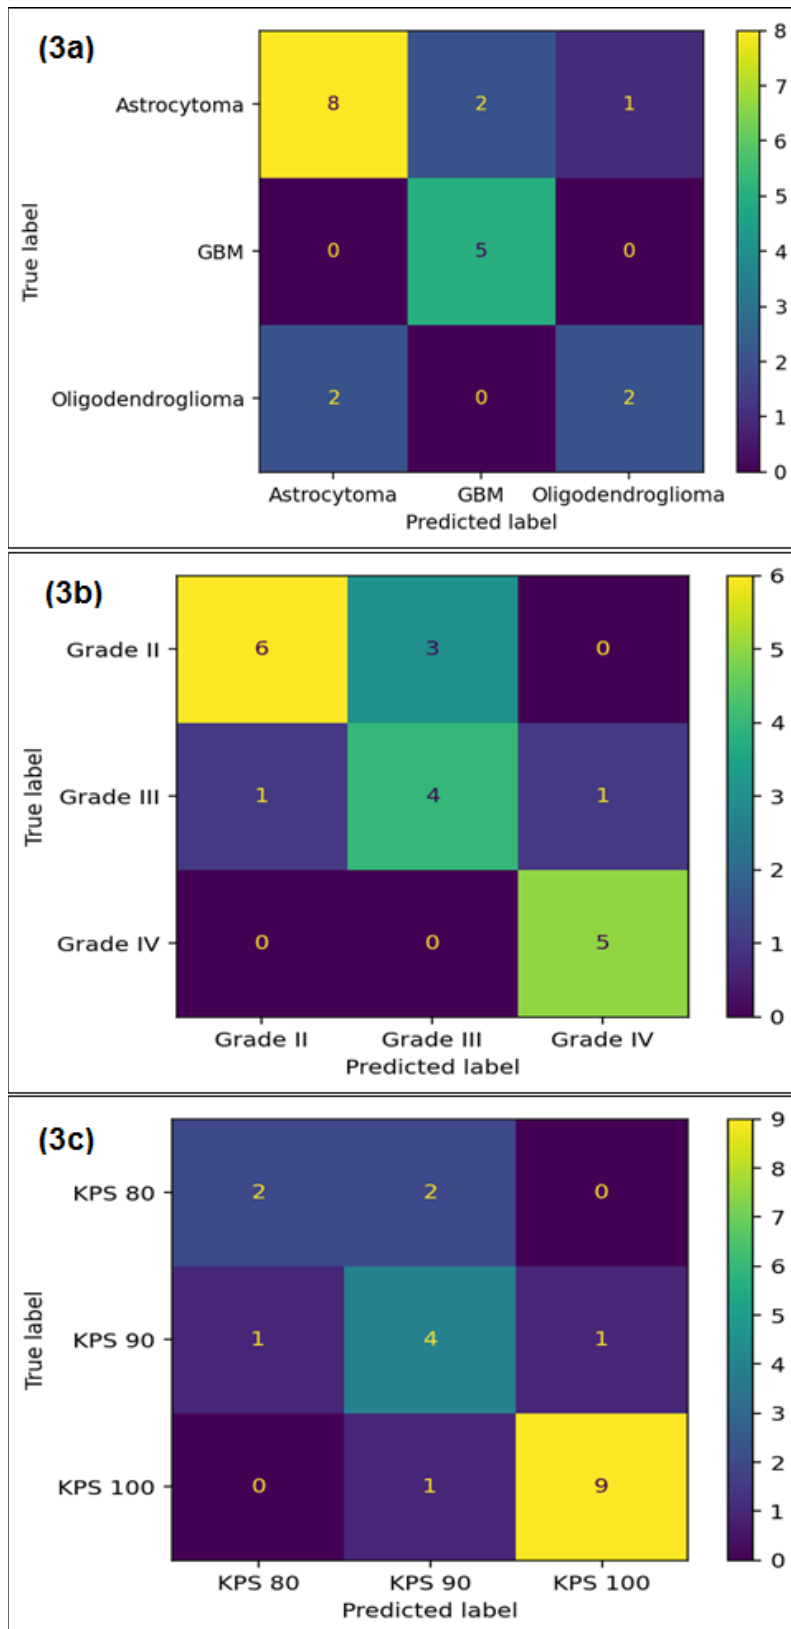 (3a)
8
Astrocytoma
8
2
1
7
6
True label
GBM
0
5
0
5
4
3
Oligodendroglioma
2
0
2
2
1
0
Astrocytoma GBM Oligodendroglioma
Predicted label
(3b)
6
Grade II
6
3
0
5
4
True label
Grade III
1
4
1
3
2
Grade IV
0
0
5
1
0
Grade II Grade III Grade IV
Predicted label
(3c)
9
KPS 80
2
2
0
8
7
6
True label
KPS 90
1
4
1
5
4
3
KPS 100
0
1
9
2
1
0
KPS 80 KPS 90 KPS 100
Predicted label